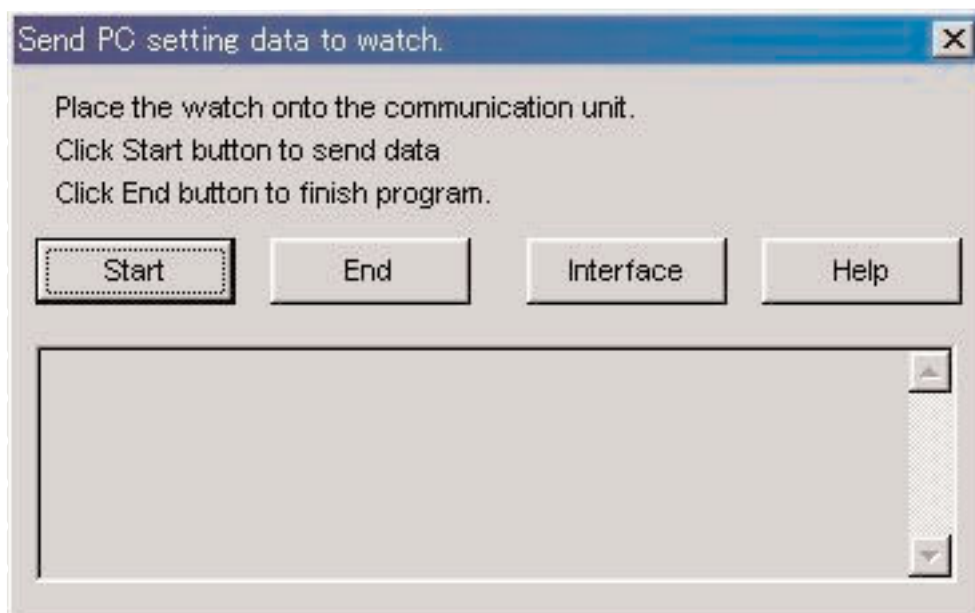 Send PC setting data to watch.
Place the watch onto the communication unit.
Click Start button to send data
Click End button to finish program.
Start End Interface Help